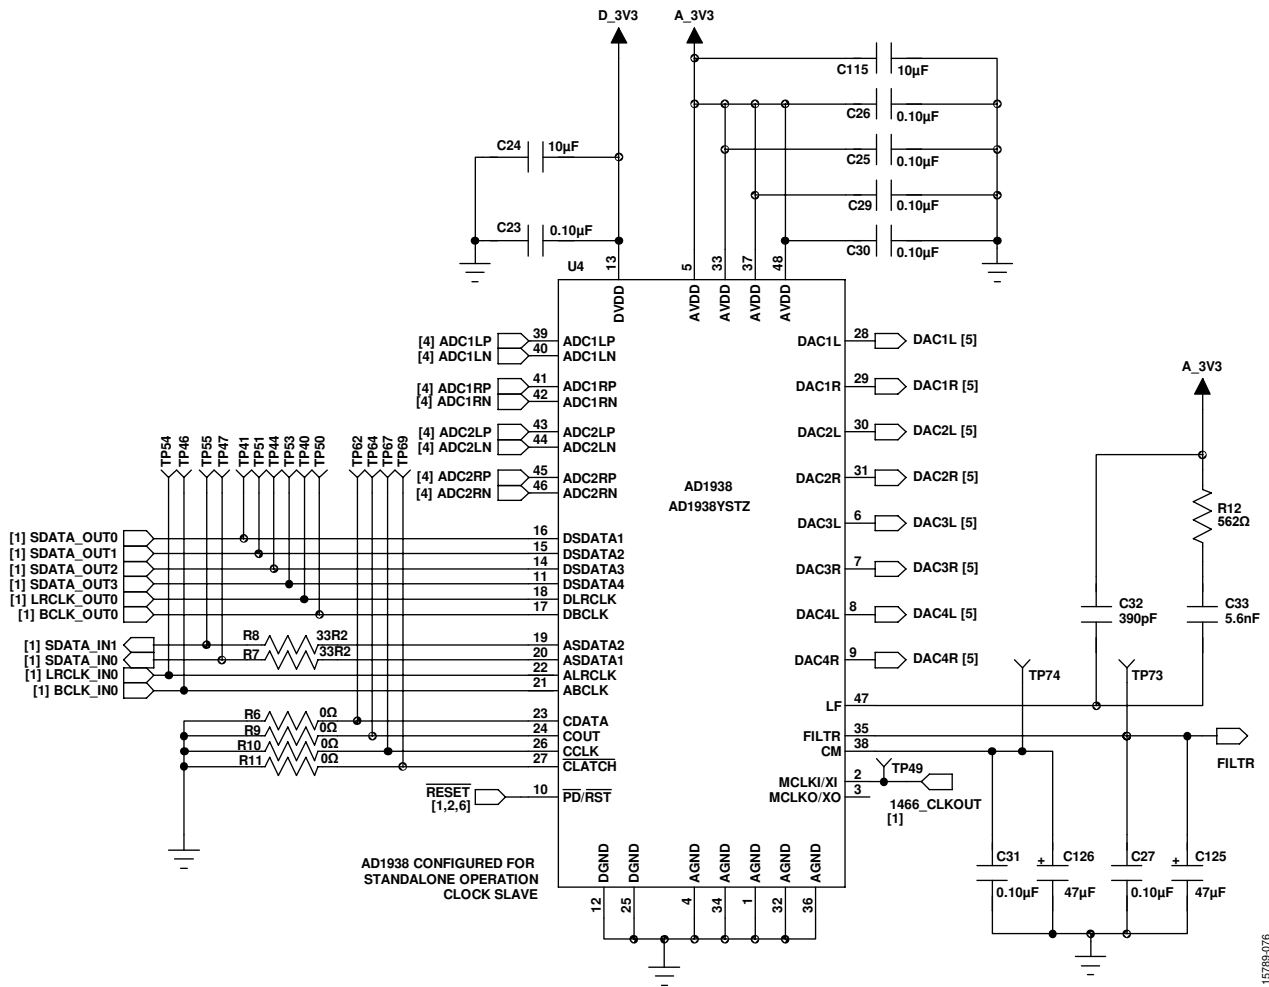 D_3V3
A_3V3
C115
10µF
C26
0.10µF
C24
10µF
C25
0.10µF
C29
0.10µF
C23
0.10µF
C30
0.10µF
U4
13
5
33
37
48
DVDD
AVDD
AVDD
AVDD
AVDD
[4] ADC1LP
39
ADC1LP
[4] ADC1LN
40
ADC1LN
[4] ADC1RP
41
ADC1RP
[4] ADC1RN
42
ADC1RN
[4] ADC2LP
43
ADC2LP
[4] ADC2LN
44
ADC2LN
[4] ADC2RP
45
ADC2RP
[4] ADC2RN
46
ADC2RN
AD1938
AD1938YSTZ
DAC1L
28
DAC1L [5]
DAC1R
29
DAC1R [5]
DAC2L
30
DAC2L [5]
DAC2R
31
DAC2R [5]
DAC3L
6
DAC3L [5]
DAC3R
7
DAC3R [5]
DAC4L
8
DAC4L [5]
DAC4R
9
DAC4R [5]
A_3V3
R12
562Ω
C32
390pF
C33
5.6nF
TP54
TP46
TP55
TP47
TP41
TP51
TP44
TP53
TP40
TP50
TP62
TP64
TP67
TP69
[1] SDATA_OUT0
16
DSDATA1
[1] SDATA_OUT1
15
DSDATA2
[1] SDATA_OUT2
14
DSDATA3
[1] SDATA_OUT3
11
DSDATA4
[1] LRCLK_OUT0
18
DLRCLK
[1] BCLK_OUT0
17
DBCLK
[1] SDATA_IN1
R8
33R2
19
ASDATA2
[1] SDATA_IN0
R7
33R2
20
ASDATA1
[1] LRCLK_IN0
22
ALRCLK
[1] BCLK_IN0
21
ABCLK
R6
0Ω
23
CDATA
R9
0Ω
24
COUT
R10
0Ω
26
CCLK
R11
0Ω
27
CLATCH
RESET
[1,2,6]
10
PD/RST
TP74
TP73
LF
47
FILTR
35
CM
38
FILTR
TP49
MCLKI/XI
2
MCLKO/XO
3
1466_CLKOUT
[1]
C31
0.10µF
+
C126
47µF
C27
0.10µF
+
C125
47µF
AD1938 CONFIGURED FOR
STANDALONE OPERATION
CLOCK SLAVE
DGND
DGND
AGND
AGND
AGND
AGND
AGND
12
25
4
34
1
32
36
15789-076